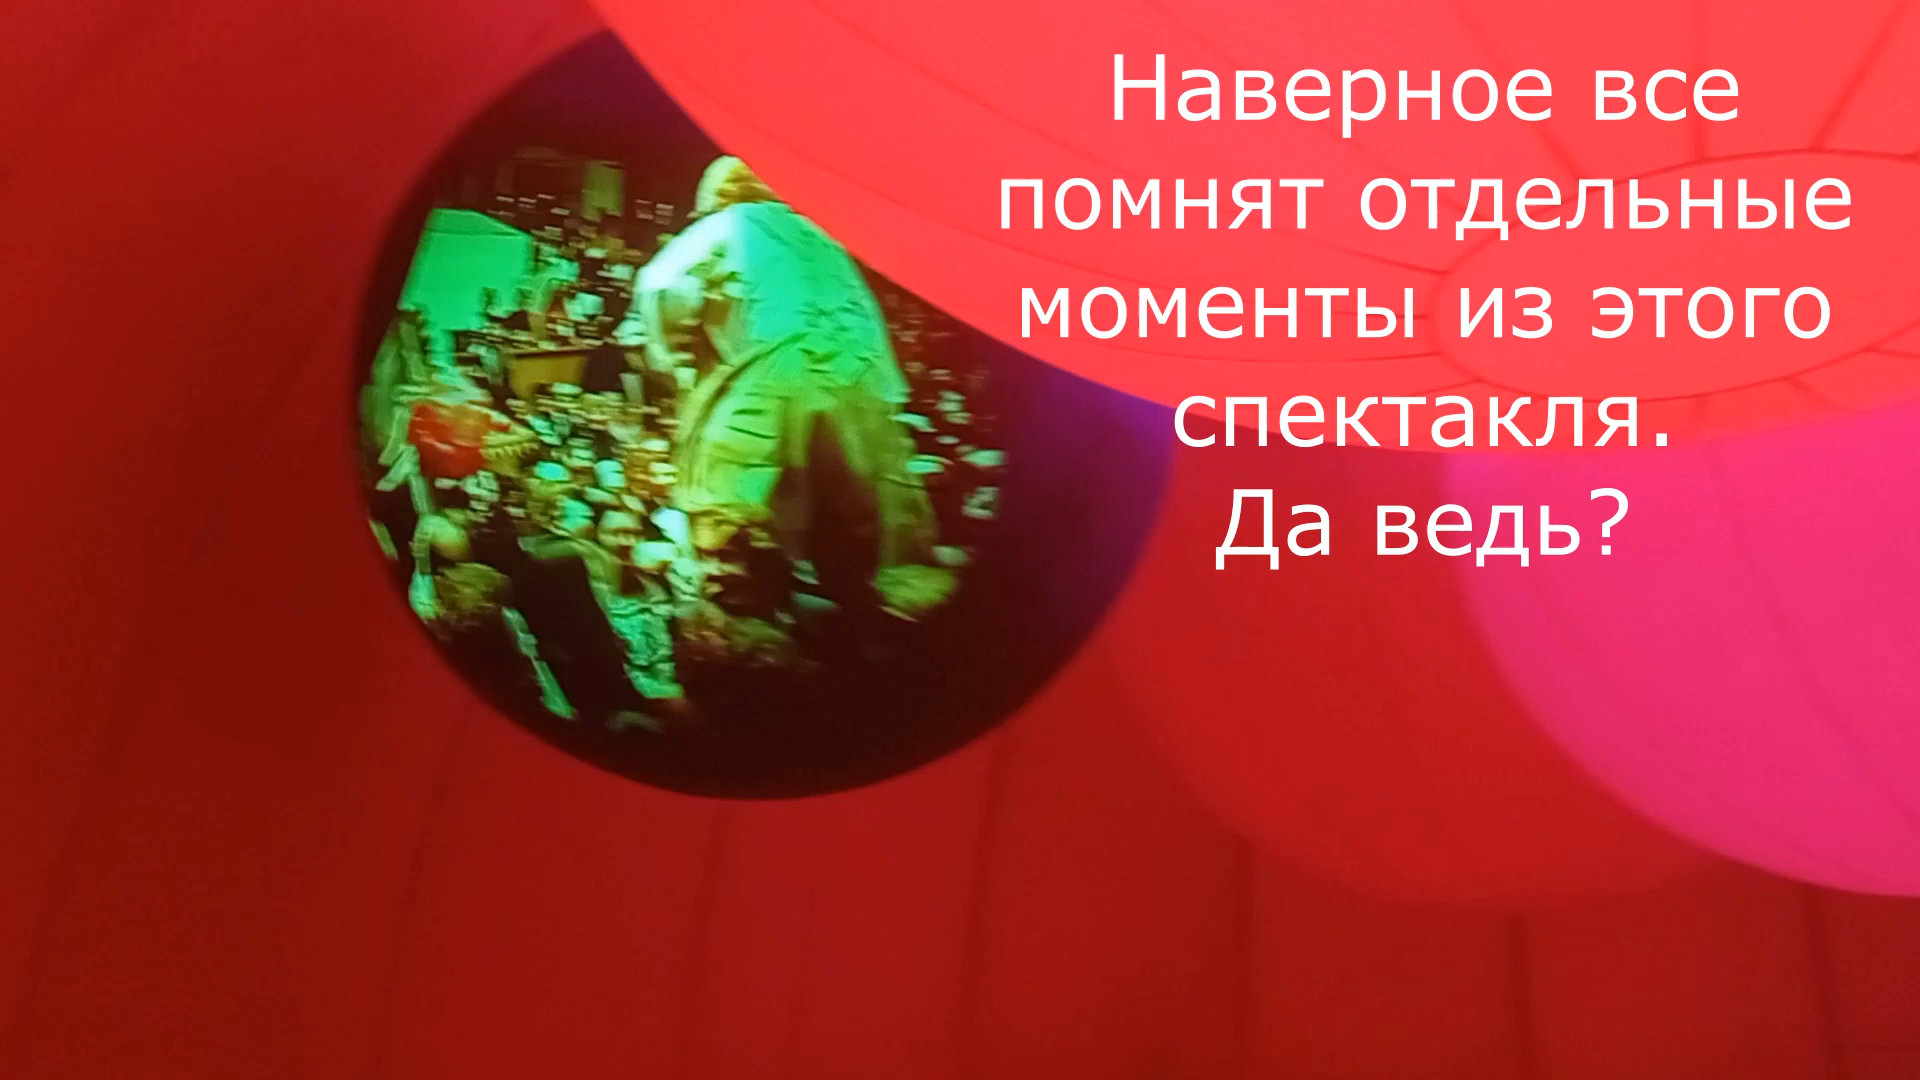 Наверное все
помнят отдельные
моменты из этого
спектакля.
Да ведь?